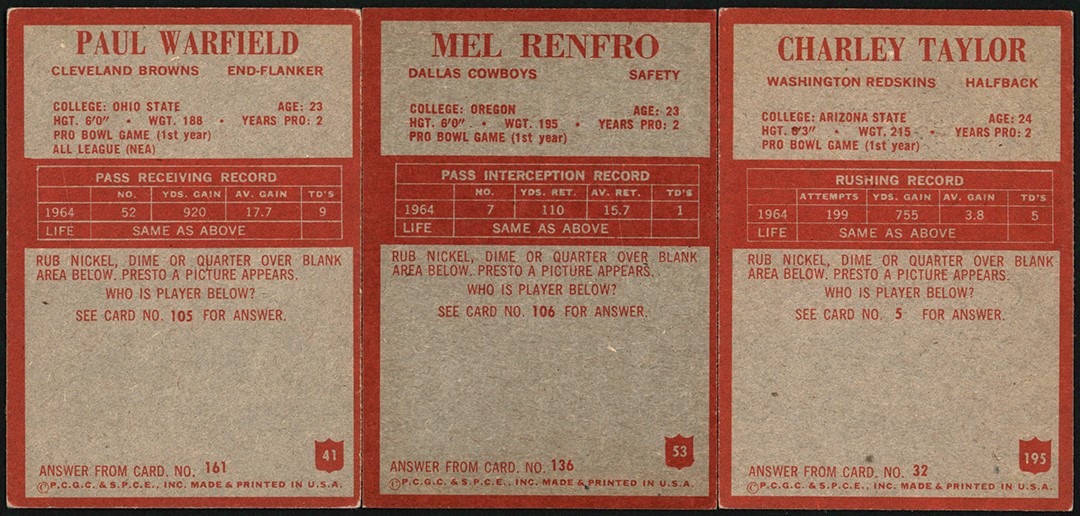 PAUL WARFIELD
CLEVELAND BROWNS END-FLANKER
COLLEGE: OHIO STATE AGE: 23
HGT. 6'0" • WGT. 188 • YEARS PRO: 2
PRO BOWL GAME (1st year)
ALL LEAGUE (NEA)
PASS RECEIVING RECORD
NO. YDS. GAIN AV. GAIN TD'S
1964 52 920 17.7 9
LIFE SAME AS ABOVE
RUB NICKEL, DIME OR QUARTER OVER BLANK
AREA BELOW. PRESTO A PICTURE APPEARS.
WHO IS PLAYER BELOW?
SEE CARD NO. 105 FOR ANSWER.
41
ANSWER FROM CARD. NO. 161
©P.C.G.C. & S.P.C.E., INC. MADE & PRINTED IN U.S.A.
MEL RENFRO
DALLAS COWBOYS SAFETY
COLLEGE: OREGON AGE: 23
HGT. 6'0" • WGT. 195 • YEARS PRO: 2
PRO BOWL GAME (1st year)
PASS INTERCEPTION RECORD
NO. YDS. RET. AV. RET. TD'S
1964 7 110 15.7 1
LIFE SAME AS ABOVE
RUB NICKEL, DIME OR QUARTER OVER BLANK
AREA BELOW. PRESTO A PICTURE APPEARS.
WHO IS PLAYER BELOW?
SEE CARD NO. 106 FOR ANSWER.
53
ANSWER FROM CARD. NO. 136
©P.C.G.C. & S.P.C.E., INC. MADE & PRINTED IN U.S.A.
CHARLEY TAYLOR
WASHINGTON REDSKINS HALFBACK
COLLEGE: ARIZONA STATE AGE: 24
HGT. 6'3" • WGT. 215 • YEARS PRO: 2
PRO BOWL GAME (1st year)
RUSHING RECORD
ATTEMPTS YDS. GAIN AV. GAIN TD'S
1964 199 755 3.8 5
LIFE SAME AS ABOVE
RUB NICKEL, DIME OR QUARTER OVER BLANK
AREA BELOW. PRESTO A PICTURE APPEARS.
WHO IS PLAYER BELOW?
SEE CARD NO. 5 FOR ANSWER.
195
ANSWER FROM CARD. NO. 32
©P.C.G.C. & S.P.C.E., INC. MADE & PRINTED IN U.S.A.